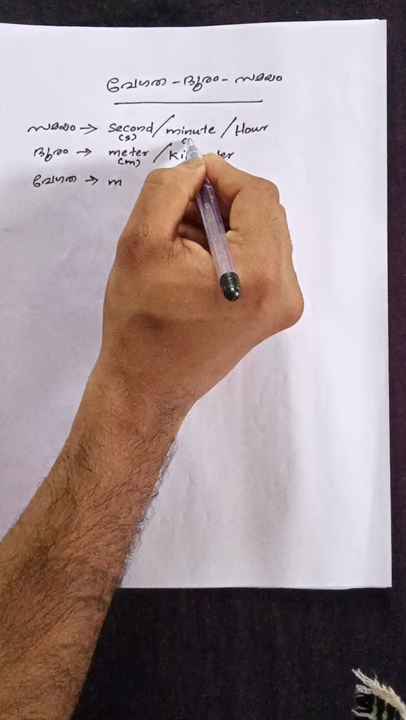 വേഗത - ദൂരം - സമയം
സമയം → Second / minute / Hour
(s)
ദൂരം → meter /
(m)
വേഗത → m